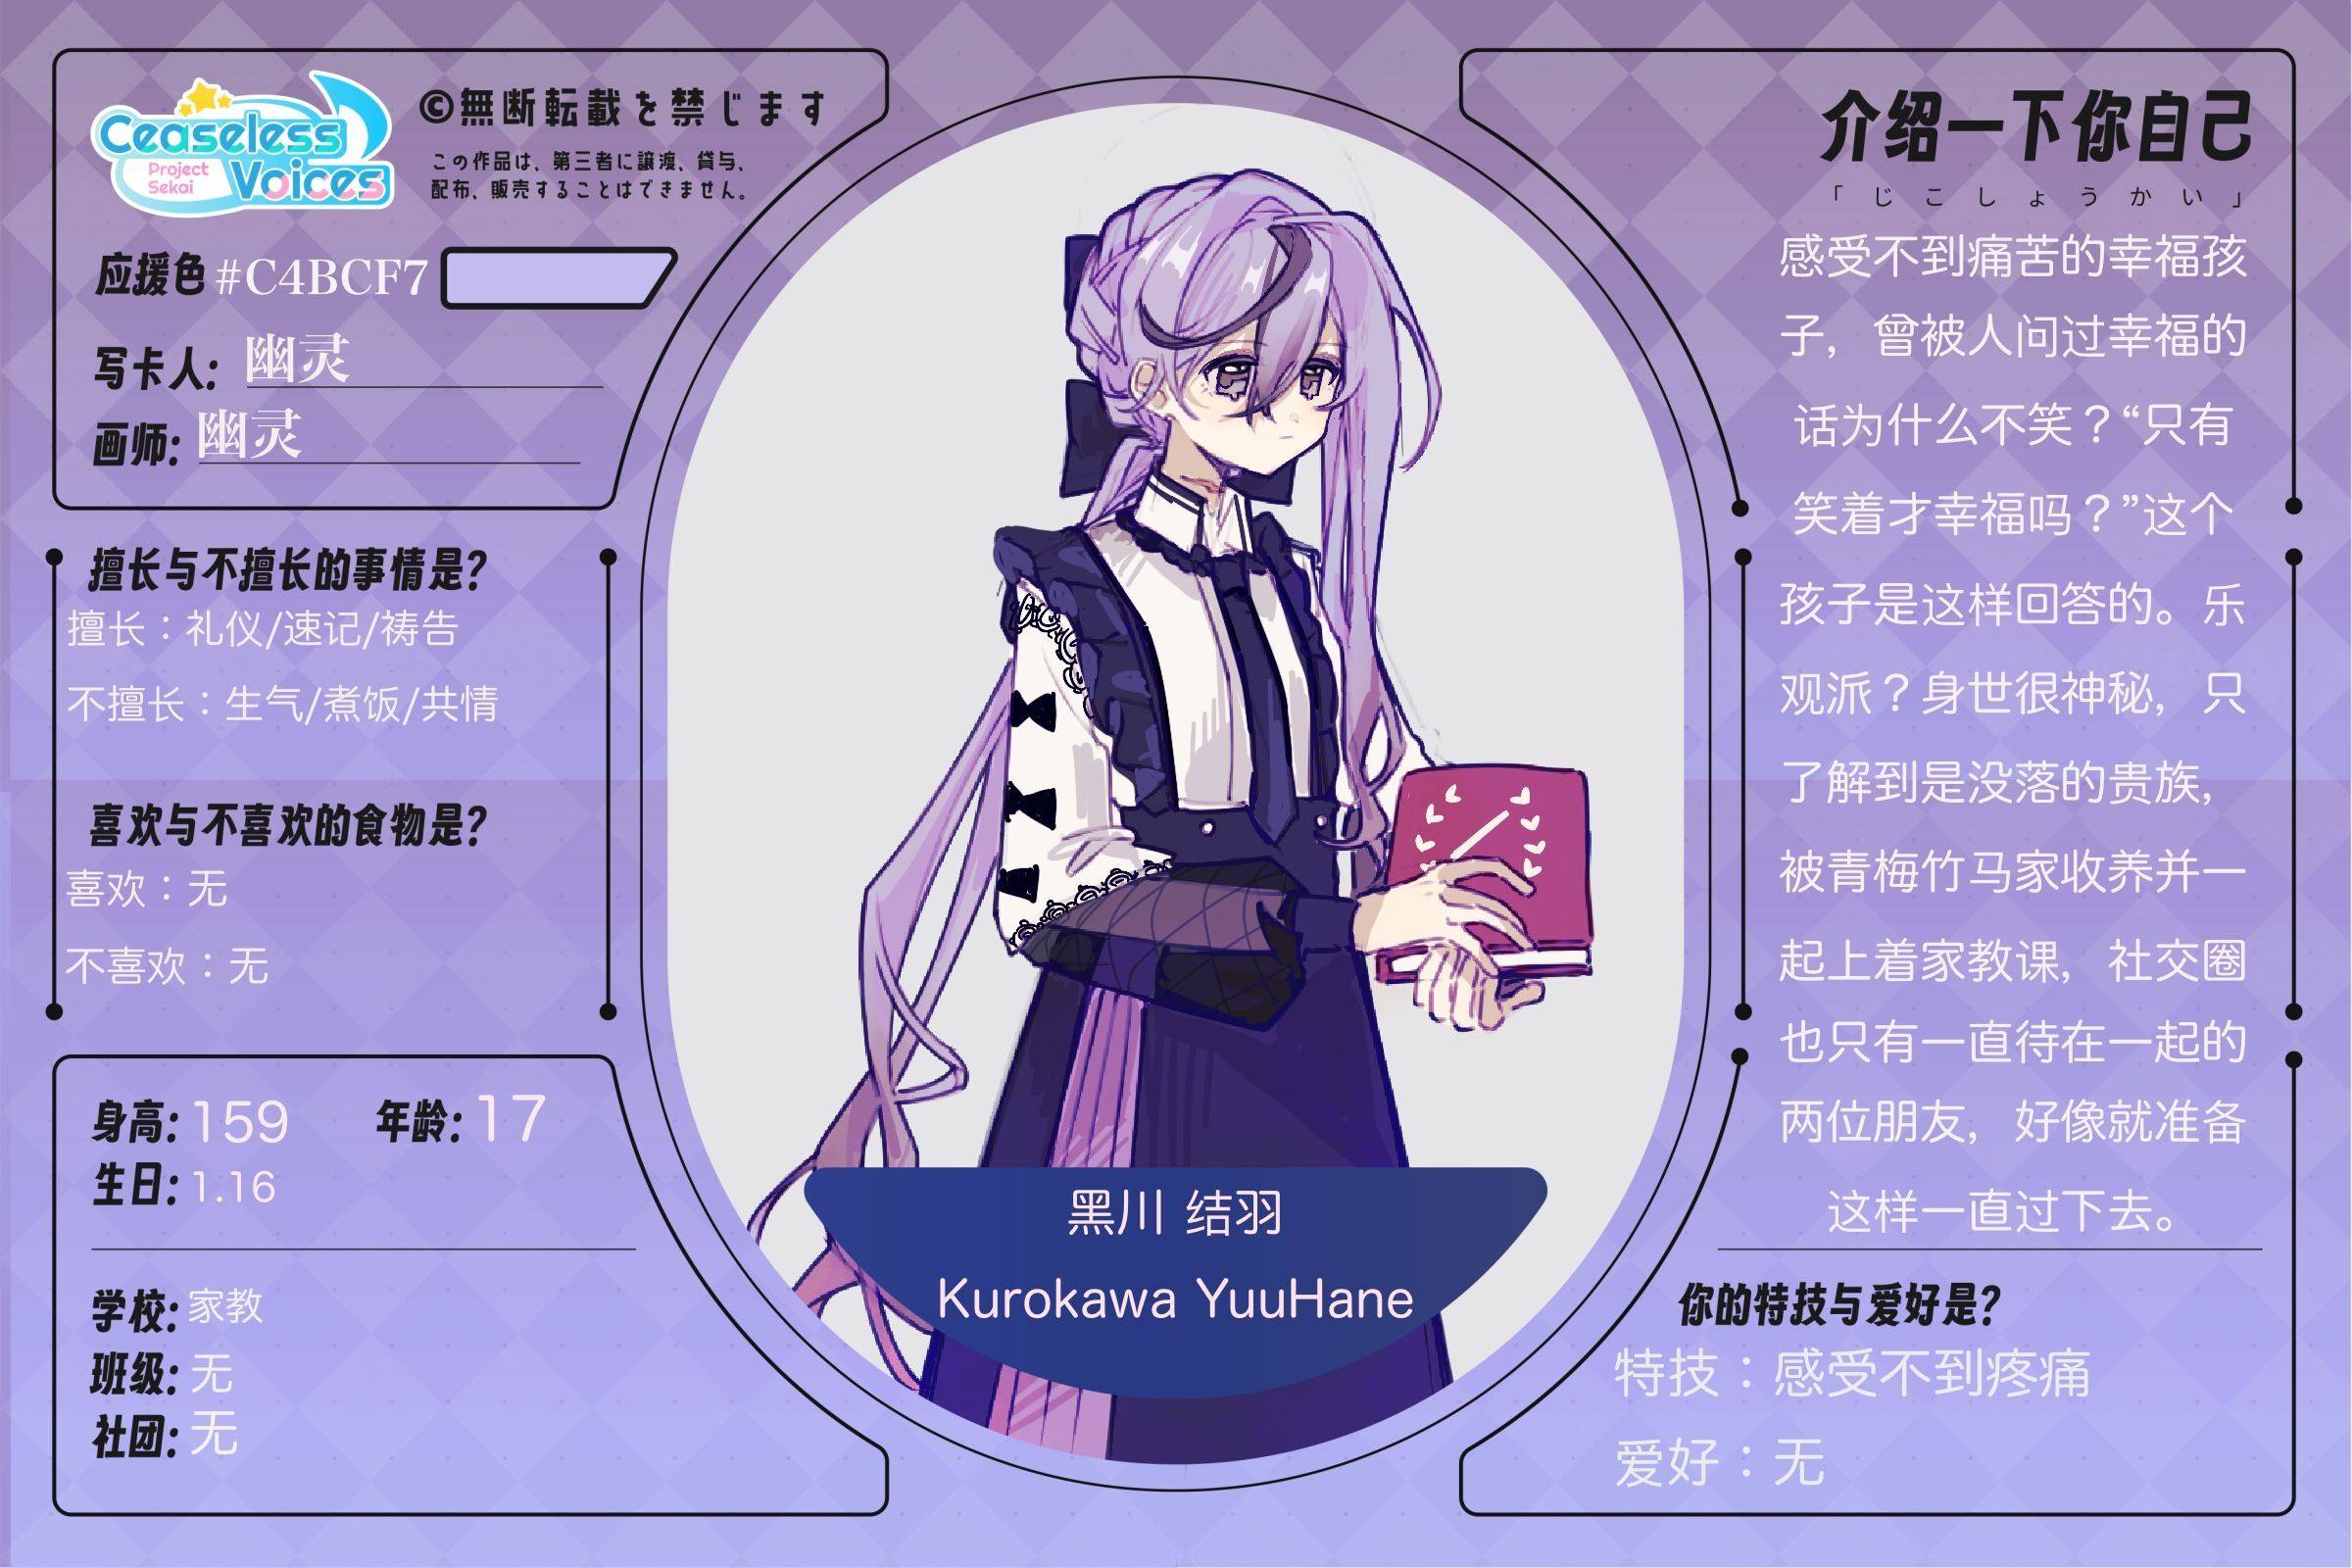 Ceaseless
Project
Sekai
Voices
©無断転載を禁じます
この作品は、第三者に譲渡、貸与、
配布、販売することはできません。
应援色 #C4BCF7
写卡人: 幽灵
画师: 幽灵
擅长与不擅长的事情是?
擅长：礼仪/速记/祷告
不擅长：生气/煮饭/共情
喜欢与不喜欢的食物是?
喜欢：无
不喜欢：无
身高: 159 年龄: 17
生日: 1.16
学校: 家教
班级: 无
社团: 无
黑川 结羽
Kurokawa YuuHane
介绍一下你自己
「じこしょうかい」
感受不到痛苦的幸福孩
子，曾被人问过幸福的
话为什么不笑？“只有
笑着才幸福吗？”这个
孩子是这样回答的。乐
观派？身世很神秘，只
了解到是没落的贵族，
被青梅竹马家收养并一
起上着家教课，社交圈
也只有一直待在一起的
两位朋友，好像就准备
这样一直过下去。
你的特技与爱好是?
特技：感受不到疼痛
爱好：无